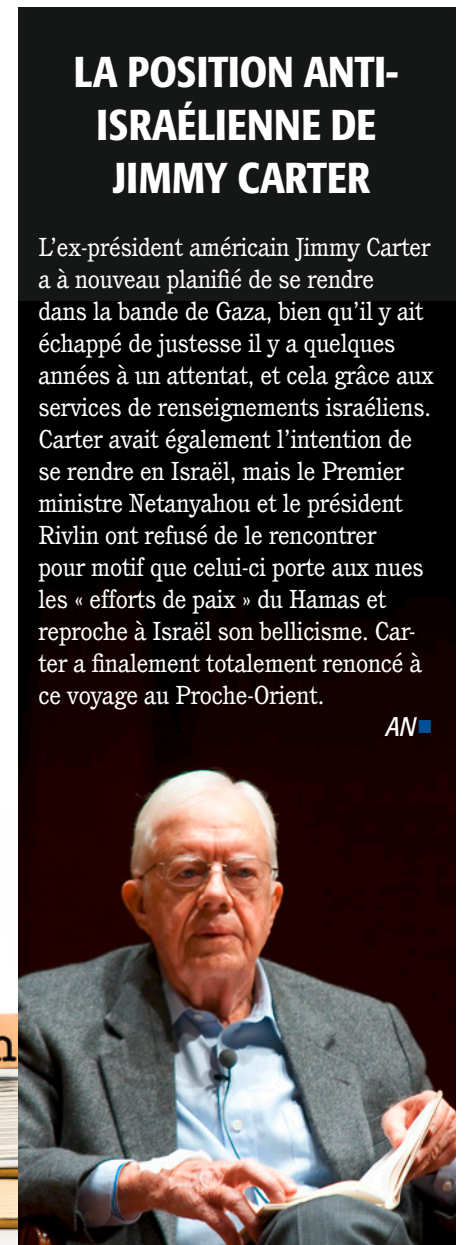 LA POSITION ANTI-
ISRAÉLIENNE DE
JIMMY CARTER
L’ex-président américain Jimmy Carter
a à nouveau planifié de se rendre
dans la bande de Gaza, bien qu’il y ait
échappé de justesse il y a quelques
années à un attentat, et cela grâce aux
services de renseignements israéliens.
Carter avait également l’intention de
se rendre en Israël, mais le Premier
ministre Netanyahou et le président
Rivlin ont refusé de le rencontrer
pour motif que celui-ci porte aux nues
les « efforts de paix » du Hamas et
reproche à Israël son bellicisme. Car-
ter a finalement totalement renoncé à
ce voyage au Proche-Orient.
AN